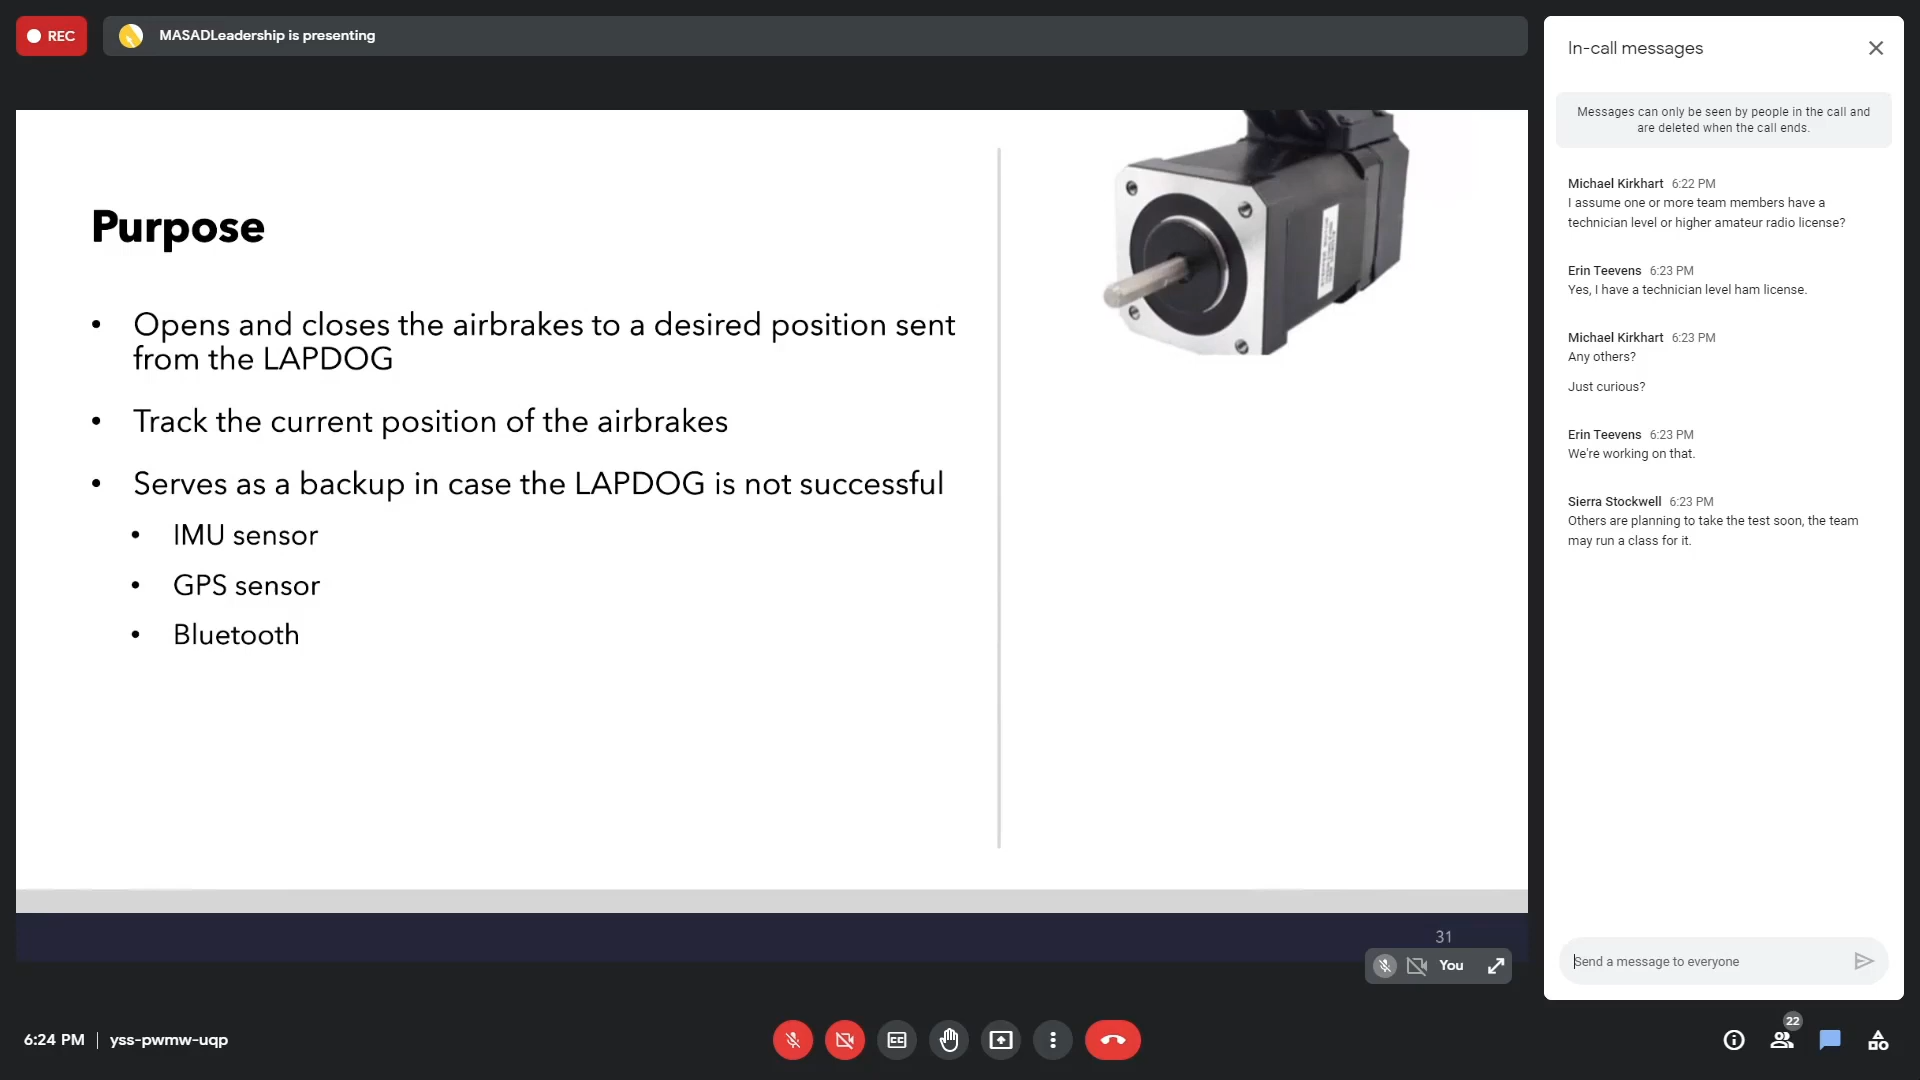 REC
MASADLeadership is presenting
Purpose
• Opens and closes the airbrakes to a desired position sent
from the LAPDOG
• Track the current position of the airbrakes
• Serves as a backup in case the LAPDOG is not successful
• IMU sensor
• GPS sensor
• Bluetooth
31
You
In-call messages
Messages can only be seen by people in the call and
are deleted when the call ends.
Michael Kirkhart 6:22 PM
I assume one or more team members have a
technician level or higher amateur radio license?
Erin Teevens 6:23 PM
Yes, I have a technician level ham license.
Michael Kirkhart 6:23 PM
Any others?
Just curious?
Erin Teevens 6:23 PM
We're working on that.
Sierra Stockwell 6:23 PM
Others are planning to take the test soon, the team
may run a class for it.
Send a message to everyone
6:24 PM | yss-pwmw-uqp
CC
22